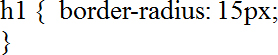 h1 {  border-radius: 15px;
}